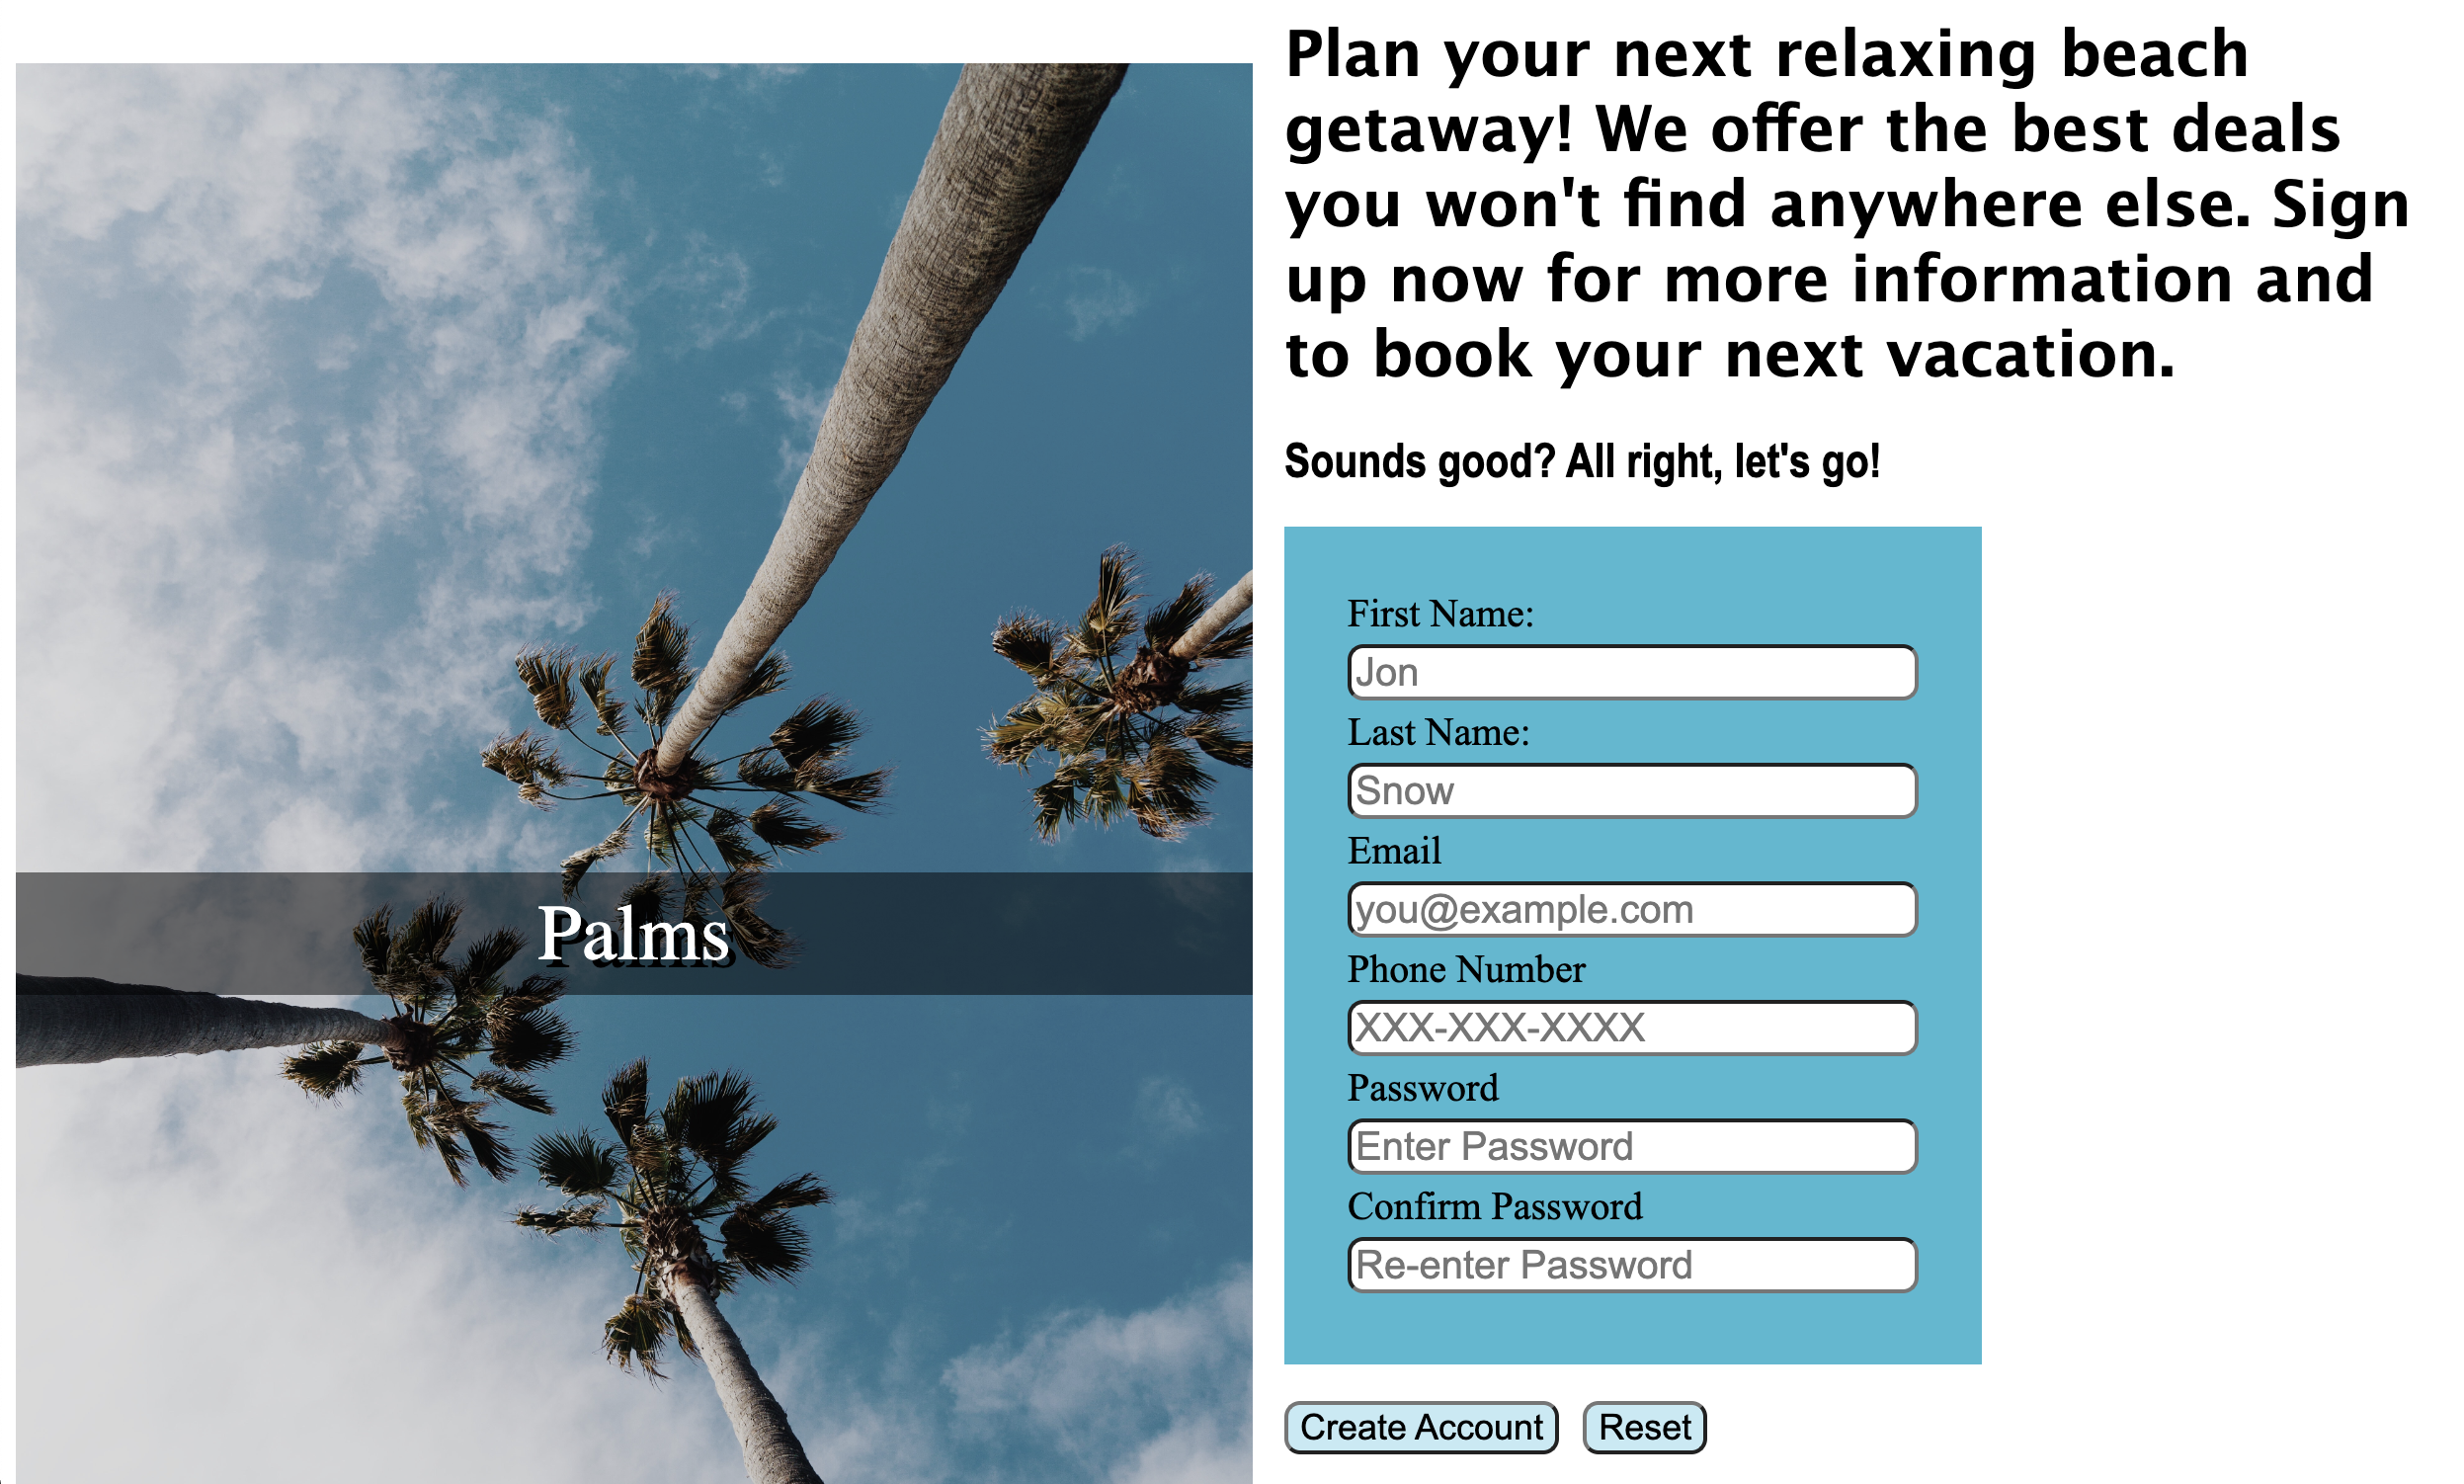 Palms
Plan your next relaxing beach
getaway! We offer the best deals
you won't find anywhere else. Sign
up now for more information and
to book your next vacation.
Sounds good? All right, let's go!
First Name:
Jon
Last Name:
Snow
Email
you@example.com
Phone Number
XXX-XXX-XXXX
Password
Enter Password
Confirm Password
Re-enter Password
Create Account
Reset